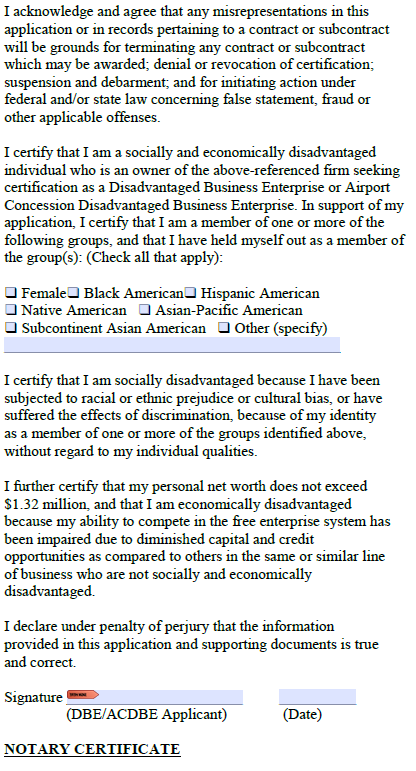 I acknowledge and agree that any misrepresentations in this
application or in records pertaining to a contract or subcontract
will be grounds for terminating any contract or subcontract
which may be awarded; denial or revocation of certification;
suspension and debarment; and for initiating action under
federal and/or state law concerning false statement, fraud or
other applicable offenses.
I certify that I am a socially and economically disadvantaged
individual who is an owner of the above-referenced firm seeking
certification as a Disadvantaged Business Enterprise or Airport
Concession Disadvantaged Business Enterprise. In support of my
application, I certify that I am a member of one or more of the
following groups, and that I have held myself out as a member of
the group(s): (Check all that apply):
☐ Female ☐ Black American ☐ Hispanic American
☐ Native American ☐ Asian-Pacific American
☐ Subcontinent Asian American ☐ Other (specify)
I certify that I am socially disadvantaged because I have been
subjected to racial or ethnic prejudice or cultural bias, or have
suffered the effects of discrimination, because of my identity
as a member of one or more of the groups identified above,
without regard to my individual qualities.
I further certify that my personal net worth does not exceed
$1.32 million, and that I am economically disadvantaged
because my ability to compete in the free enterprise system has
been impaired due to diminished capital and credit
opportunities as compared to others in the same or similar line
of business who are not socially and economically
disadvantaged.
I declare under penalty of perjury that the information
provided in this application and supporting documents is true
and correct.
Signature
(DBE/ACDBE Applicant) (Date)
NOTARY CERTIFICATE